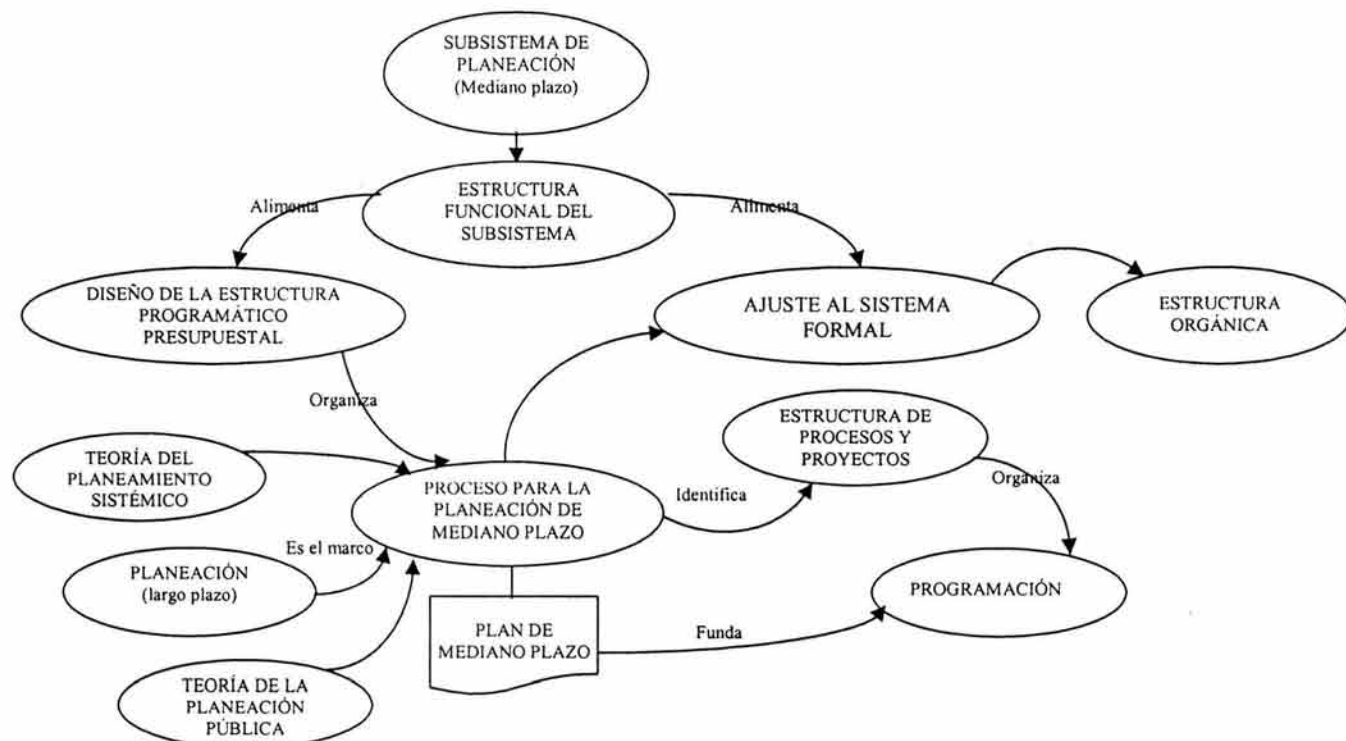 SUBSISTEMA DE
PLANEACIÓN
(Mediano plazo)
ESTRUCTURA
FUNCIONAL DEL
SUBSISTEMA
Alimenta
Alimenta
DISEÑO DE LA ESTRUCTURA
PROGRAMÁTICO
PRESUPUESTAL
AJUSTE AL SISTEMA
FORMAL
ESTRUCTURA
ORGÁNICA
Organiza
ESTRUCTURA DE
PROCESOS Y
PROYECTOS
TEORÍA DEL
PLANEAMIENTO
SISTÉMICO
PROCESO PARA LA
PLANEACIÓN DE
MEDIANO PLAZO
Identifica
Organiza
Es el marco
PLANEACIÓN
(largo plazo)
PROGRAMACIÓN
PLAN DE
MEDIANO PLAZO
Funda
TEORÍA DE LA
PLANEACIÓN
PÚBLICA